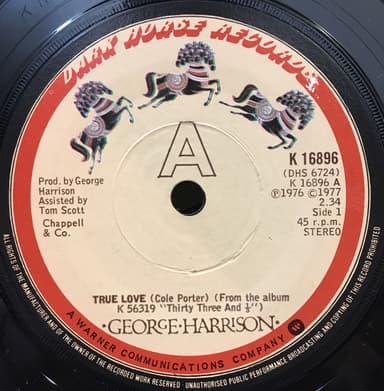 DARK HORSE RECORDS
A
K 16896
(DHS 6724)
K 16896 A
Ⓟ1976 ©1977
2.34
Side 1
45 r.p.m.
STEREO
Prod. by George
Harrison
Assisted by
Tom Scott
Chappell
& Co.
TRUE LOVE (Cole Porter) (From the album
K 56319 "Thirty Three And ⅓")
·GEORGE·HARRISON·
A WARNER COMMUNICATIONS COMPANY
ALL RIGHTS OF THE MANUFACTURER AND OF THE OWNER OF THE RECORDED WORK RESERVED · UNAUTHORISED PUBLIC PERFORMANCE BROADCASTING AND COPYING OF THIS RECORD PROHIBITED